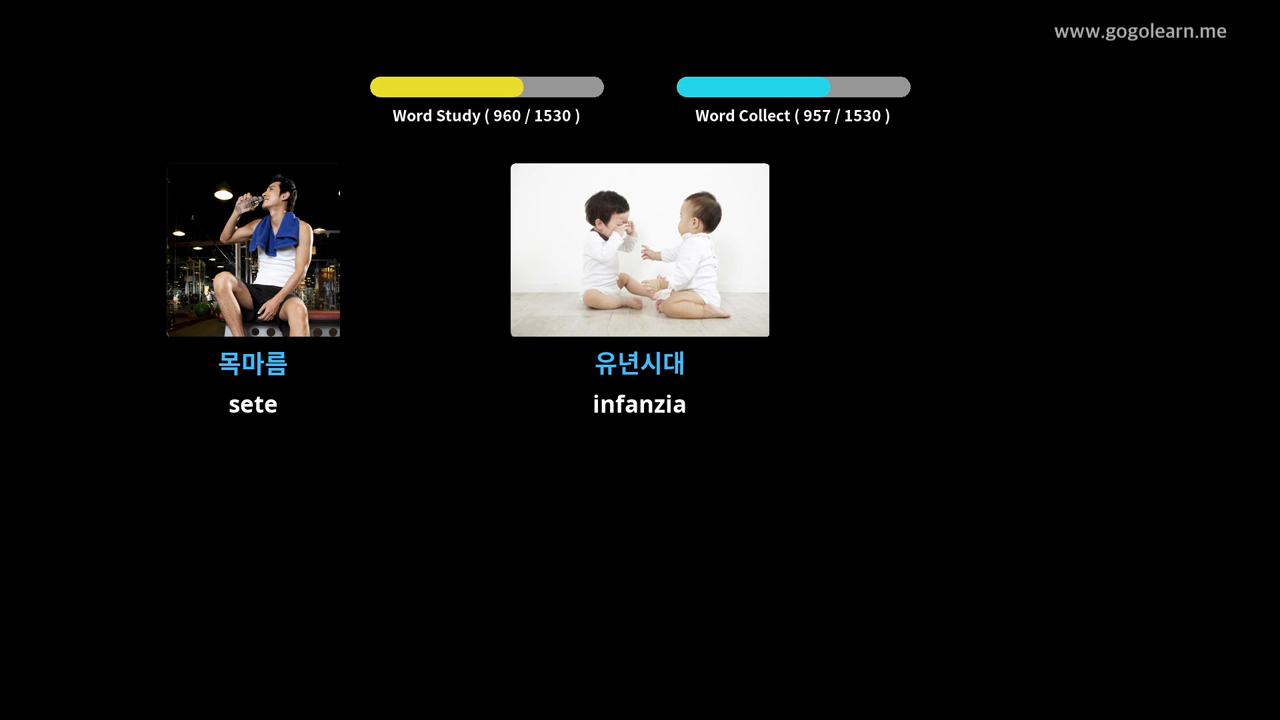 www.gogolearn.me
Word Study ( 960 / 1530 )
Word Collect ( 957 / 1530 )
목마름
sete
유년시대
infanzia